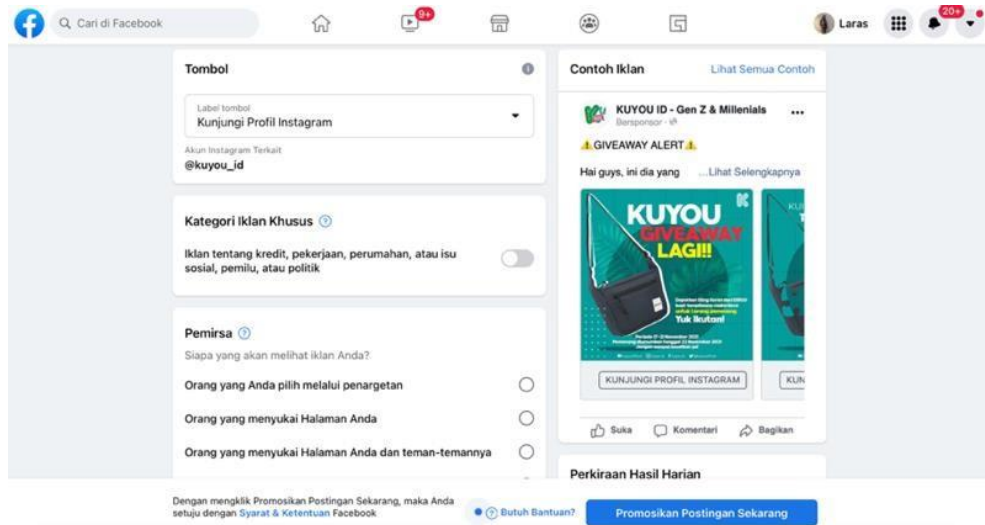 Cari di Facebook
9+
Laras
20+
Tombol
Label tombol
Kunjungi Profil Instagram
Akun Instagram Terkait
@kuyou_id
Kategori Iklan Khusus
Iklan tentang kredit, pekerjaan, perumahan, atau isu
sosial, pemilu, atau politik
Pemirsa
Siapa yang akan melihat iklan Anda?
Orang yang Anda pilih melalui penargetan
Orang yang menyukai Halaman Anda
Orang yang menyukai Halaman Anda dan teman-temannya
Contoh Iklan
Lihat Semua Contoh
KUYOU ID - Gen Z & Millenials
Bersponsor
GIVEAWAY ALERT
Hai guys, ini dia yang ...Lihat Selengkapnya
KUYOU
GIVEAWAY
LAGI!!
Yuk Ikutan!
KUNJUNGI PROFIL INSTAGRAM
KUN
Suka
Komentari
Bagikan
Perkiraan Hasil Harian
Dengan mengklik Promosikan Postingan Sekarang, maka Anda
setuju dengan Syarat & Ketentuan Facebook
Butuh Bantuan?
Promosikan Postingan Sekarang